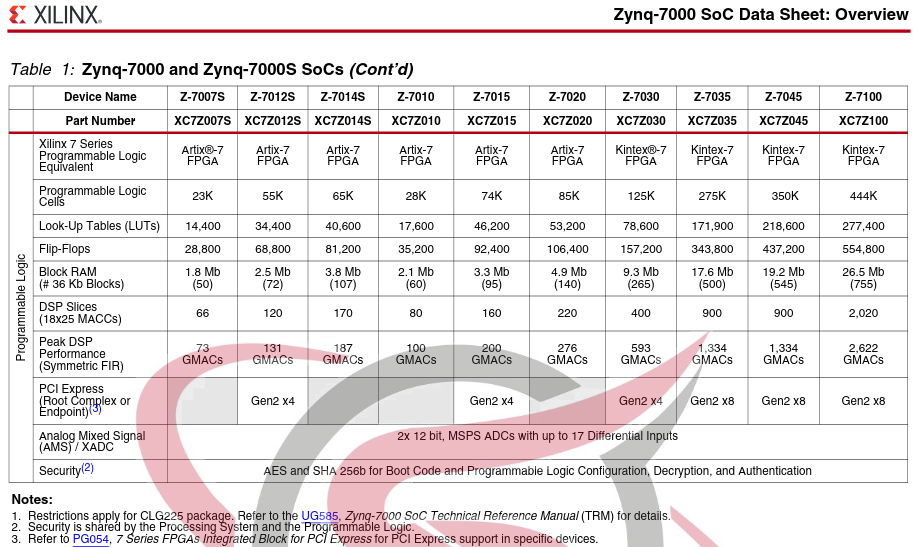 XILINX®
Zynq-7000 SoC Data Sheet: Overview
Table 1: Zynq-7000 and Zynq-7000S SoCs (Cont'd)
Device Name Z-7007S Z-7012S Z-7014S Z-7010 Z-7015 Z-7020 Z-7030 Z-7035 Z-7045 Z-7100
Part Number XC7Z007S XC7Z012S XC7Z014S XC7Z010 XC7Z015 XC7Z020 XC7Z030 XC7Z035 XC7Z045 XC7Z100
Programmable Logic
Xilinx 7 Series
Programmable Logic
Equivalent
Artix®-7 Artix-7 Artix-7 Artix-7 Artix-7 Artix-7 Kintex®-7 Kintex-7 Kintex-7 Kintex-7
FPGA FPGA FPGA FPGA FPGA FPGA FPGA FPGA FPGA FPGA
Programmable Logic
Cells
23K 55K 65K 28K 74K 85K 125K 275K 350K 444K
Look-Up Tables (LUTs) 14,400 34,400 40,600 17,600 46,200 53,200 78,600 171,900 218,600 277,400
Flip-Flops 28,800 68,800 81,200 35,200 92,400 106,400 157,200 343,800 437,200 554,800
Block RAM 1.8 Mb 2.5 Mb 3.8 Mb 2.1 Mb 3.3 Mb 4.9 Mb 9.3 Mb 17.6 Mb 19.2 Mb 26.5 Mb
(# 36 Kb Blocks) (50) (72) (107) (60) (95) (140) (265) (500) (545) (755)
DSP Slices
(18x25 MACCs)
66 120 170 80 160 220 400 900 900 2,020
Peak DSP
Performance
(Symmetric FIR)
73 131 187 100 200 276 593 1,334 1,334 2,622
GMACs GMACs GMACs GMACs GMACs GMACs GMACs GMACs GMACs GMACs
PCI Express
(Root Complex or
Endpoint)(3)
Gen2 x4 Gen2 x4 Gen2 x4 Gen2 x8 Gen2 x8 Gen2 x8
Analog Mixed Signal
(AMS) / XADC
2x 12 bit, MSPS ADCs with up to 17 Differential Inputs
Security(2) AES and SHA 256b for Boot Code and Programmable Logic Configuration, Decryption, and Authentication
Notes:
1. Restrictions apply for CLG225 package. Refer to the UG585, Zynq-7000 SoC Technical Reference Manual (TRM) for details.
2. Security is shared by the Processing System and the Programmable Logic.
3. Refer to PG054, 7 Series FPGAs Integrated Block for PCI Express for PCI Express support in specific devices.